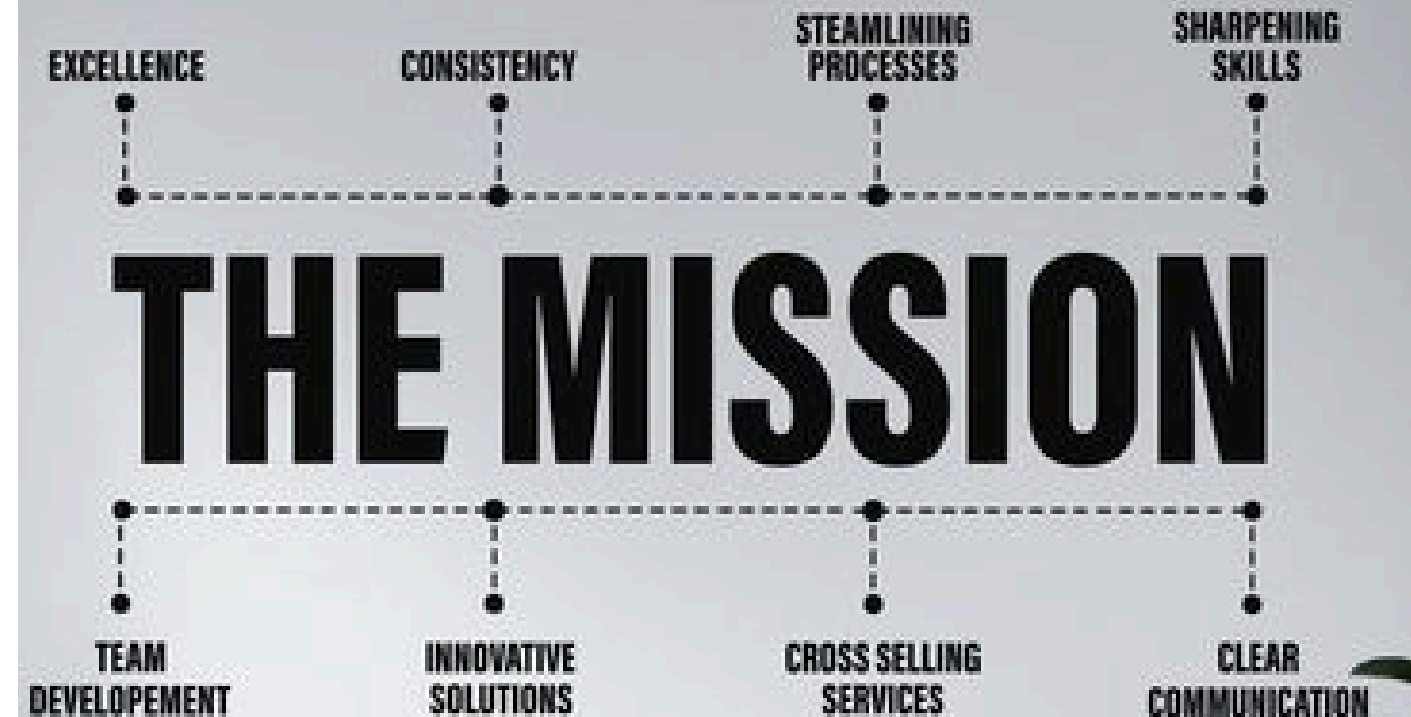 EXCELLENCE
CONSISTENCY
STEAMLINING
PROCESSES
SHARPENING
SKILLS
THE MISSION
TEAM
DEVELOPEMENT
INNOVATIVE
SOLUTIONS
CROSS SELLING
SERVICES
CLEAR
COMMUNICATION